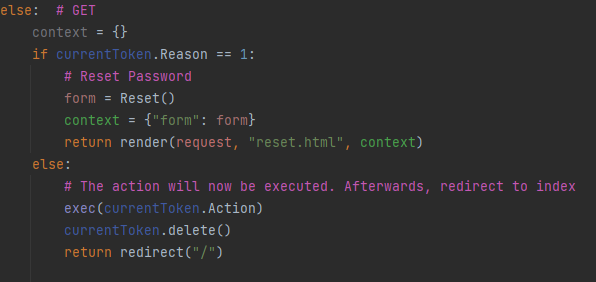 else:  # GET
    context = {}
    if currentToken.Reason == 1:
        # Reset Password
        form = Reset()
        context = {"form": form}
        return render(request, "reset.html", context)
    else:
        # The action will now be executed. Afterwards, redirect to index
        exec(currentToken.Action)
        currentToken.delete()
        return redirect("/")